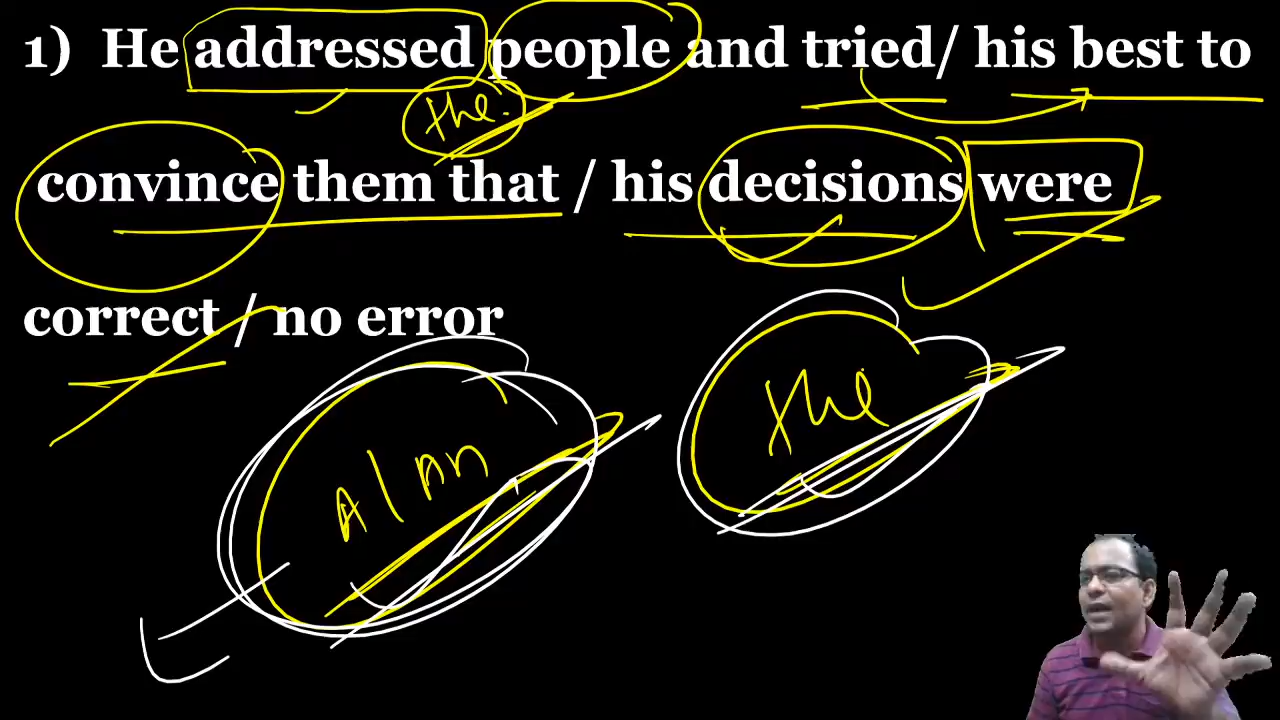 1) He addressed people and tried/ his best to
the.
convince them that / his decisions were
correct / no error
the
A/An